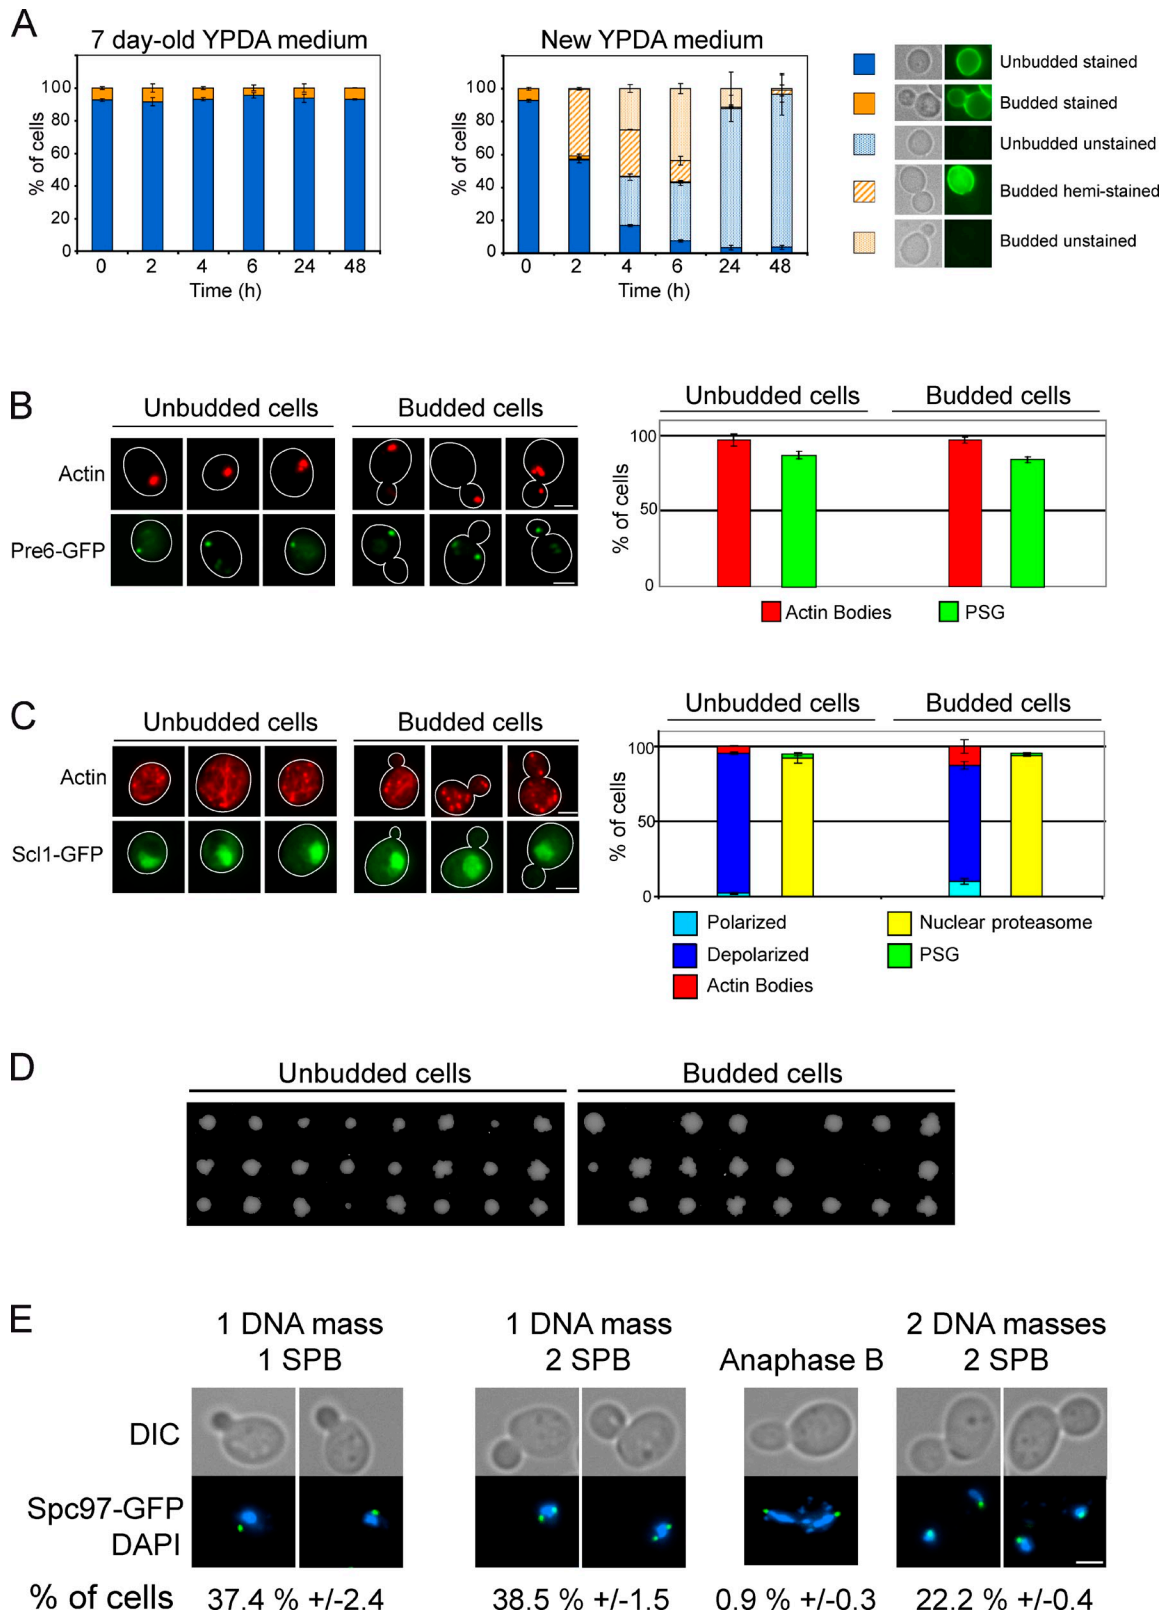 A
7 day-old YPDA medium
% of cells
100
80
60
40
20
0
0 2 4 6 24 48
Time (h)
New YPDA medium
% of cells
100
80
60
40
20
0
0 2 4 6 24 48
Time (h)
Unbudded stained
Budded stained
Unbudded unstained
Budded hemi-stained
Budded unstained
B
Unbudded cells
Budded cells
Actin
Pre6-GFP
Unbudded cells
Budded cells
% of cells
100
50
0
Actin Bodies
PSG
C
Unbudded cells
Budded cells
Actin
Scl1-GFP
Unbudded cells
Budded cells
% of cells
100
50
0
Polarized
Depolarized
Actin Bodies
Nuclear proteasome
PSG
D
Unbudded cells
Budded cells
E
1 DNA mass
1 SPB
1 DNA mass
2 SPB
Anaphase B
2 DNA masses
2 SPB
DIC
Spc97-GFP
DAPI
% of cells
37.4 % +/-2.4
38.5 % +/-1.5
0.9 % +/-0.3
22.2 % +/-0.4